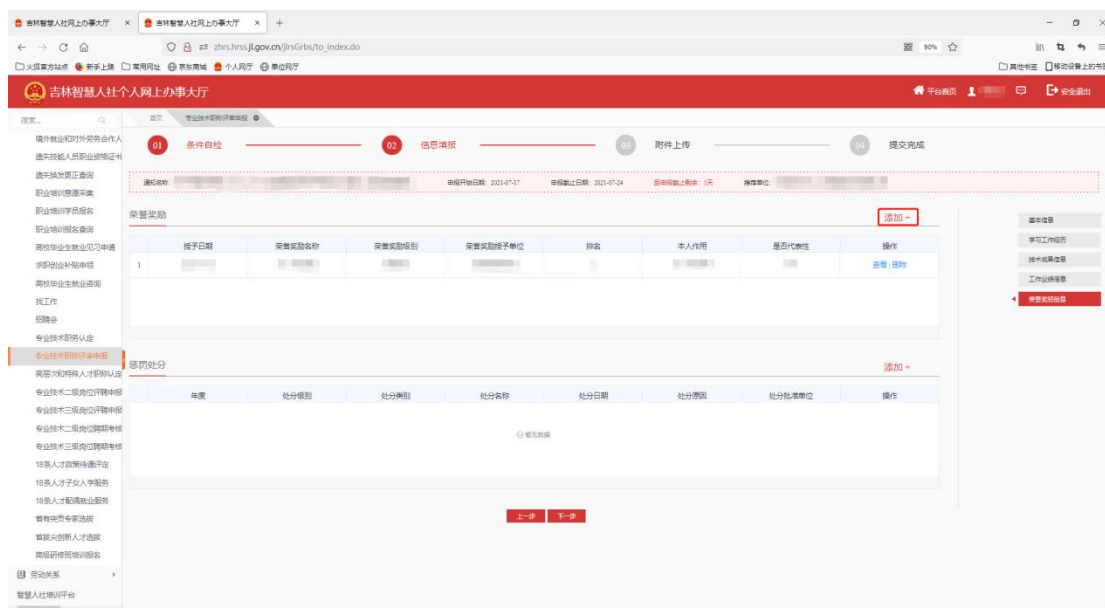 吉林智慧人社网上办事大厅 × 吉林智慧人社网上办事大厅 × +
zhrs.hrss.jl.gov.cn/jlrsGrbs/to_index.do 90%
火狐官方站点 新手上路 常用网址 京东商城 个人网厅 单位网厅 其他书签 移动设备上的书签
吉林智慧人社个人网上办事大厅 平台首页 安全退出
搜索... 首页 专业技术职称评审申报
境外就业和对外劳务合作人
遗失技能人员职业资格证书
遗失换发更正查询
职业培训意愿采集
职业培训学员报名
职业培训报名查询
高校毕业生就业见习申请
求职创业补贴申领
高校毕业生就业咨询
找工作
招聘会
专业技术职务认定
专业技术职称评审申报
高层次和特殊人才职称认定
专业技术二级岗位评聘申报
专业技术三级岗位评聘申报
专业技术二级岗位聘期考核
专业技术三级岗位聘期考核
18条人才政策待遇评定
18条人才子女入学服务
18条人才配偶就业服务
省有突贡专家选拔
省拔尖创新人才选拔
高级研修班培训报名
劳动关系 >
智慧人社培训平台
01 条件自检 02 信息填报 03 附件上传 04 提交完成
通知名称: 申报开始日期: 2021-07-17 申报截止日期: 2021-07-24 距申报截止剩余: 1天 推荐单位:
荣誉奖励 添加 +
授予日期 荣誉奖励名称 荣誉奖励级别 荣誉奖励授予单位 排名 本人作用 是否代表性 操作
1 查看 | 删除
惩罚处分 添加 +
年度 处分级别 处分类别 处分名称 处分日期 处分原因 处分批准单位 操作
暂无数据
上一步 下一步
基本信息
学习工作经历
技术成果信息
工作业绩信息
荣誉奖惩信息